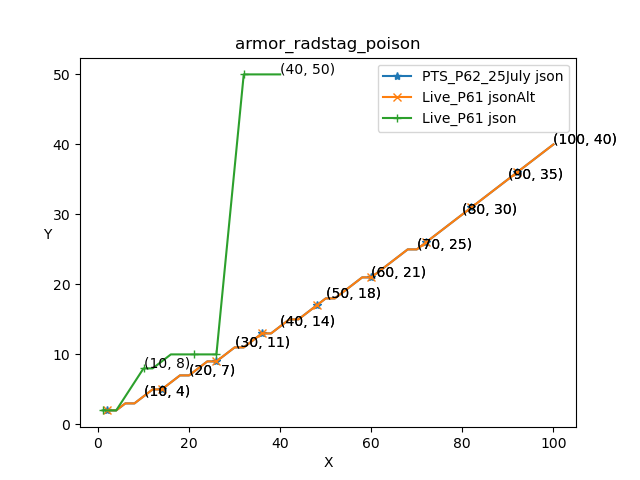 armor_radstag_poison
PTS_P62_25July json
Live_P61 jsonAlt
Live_P61 json
50
40
30
20
10
0
Y
(40, 50)
(100, 40)
(90, 35)
(80, 30)
(70, 25)
(60, 21)
(50, 18)
(40, 14)
(30, 11)
(10, 8)
(20, 7)
(10, 4)
0 20 40 60 80 100
X